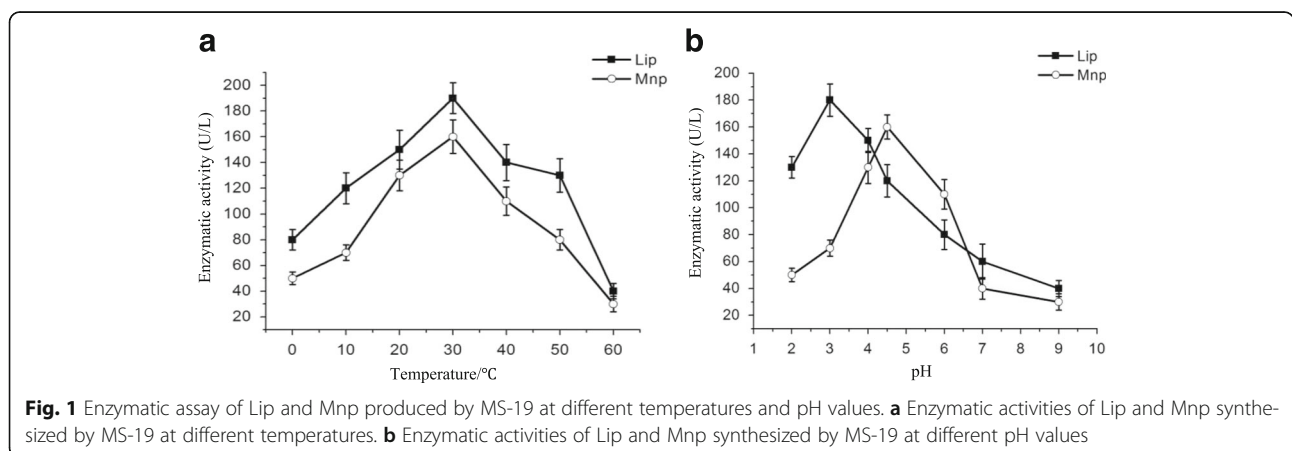 a
Lip
Mnp
200
180
160
140
120
100
80
60
40
20
Enzymatic activity (U/L)
0 10 20 30 40 50 60
Temperature/°C
b
Lip
Mnp
200
180
160
140
120
100
80
60
40
20
Enzymatic activity (U/L)
1 2 3 4 5 6 7 8 9 10
pH
Fig. 1 Enzymatic assay of Lip and Mnp produced by MS-19 at different temperatures and pH values. a Enzymatic activities of Lip and Mnp synthe-
sized by MS-19 at different temperatures. b Enzymatic activities of Lip and Mnp synthesized by MS-19 at different pH values